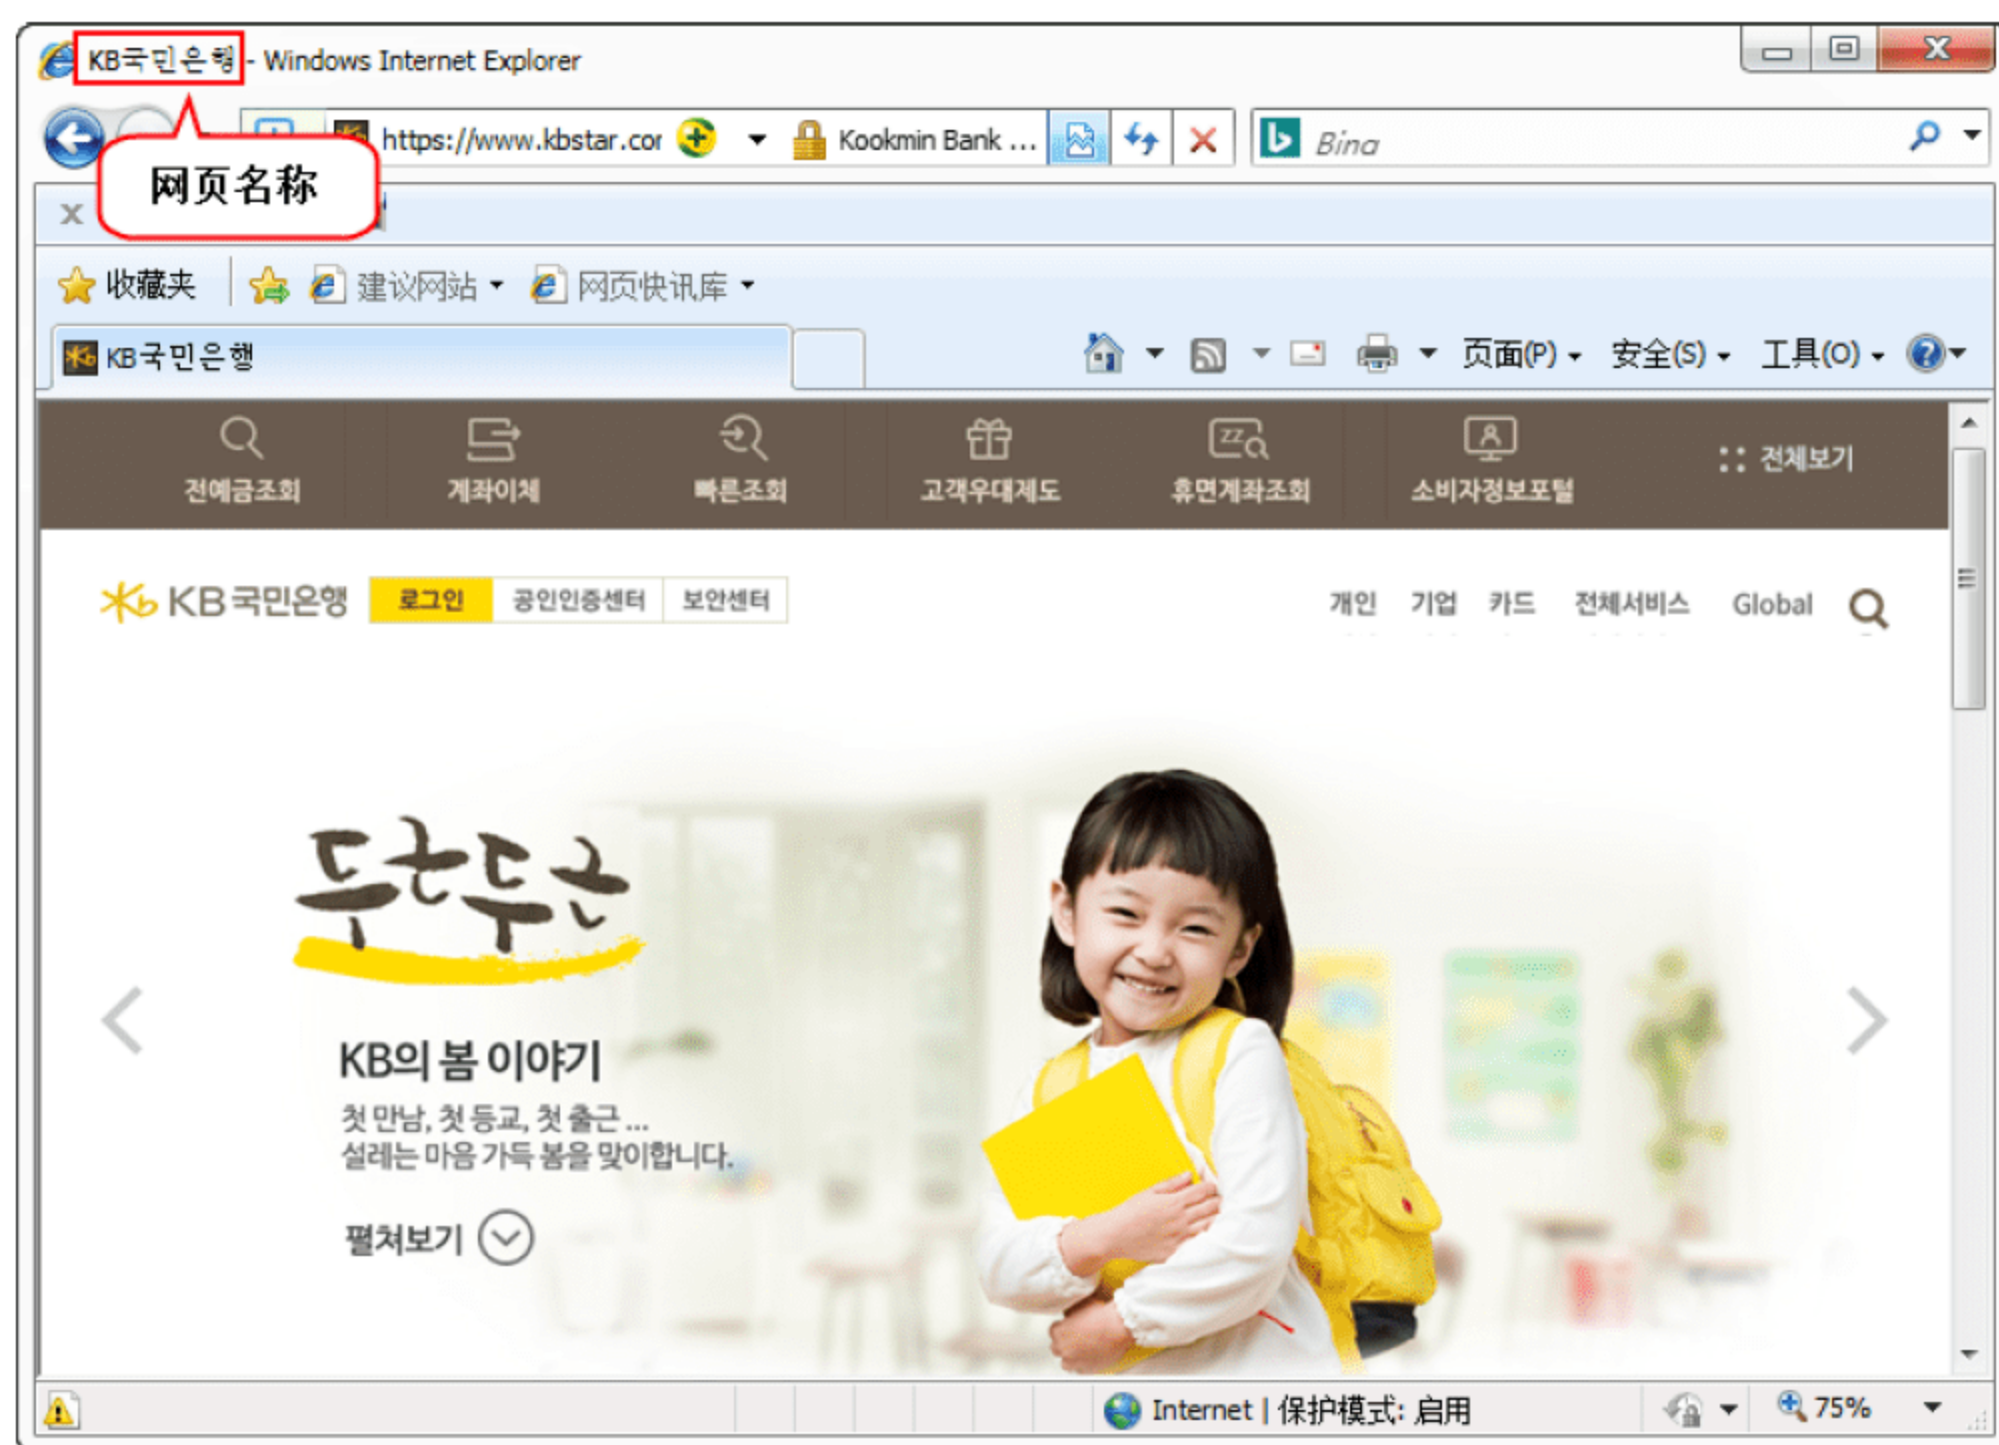 KB국민은행 - Windows Internet Explorer
网页名称
https://www.kbstar.cor
Kookmin Bank ...
Bing
收藏夹
建议网站
网页快讯库
KB국민은행
页面(P)
安全(S)
工具(O)
전예금조회
계좌이체
빠른조회
고객우대제도
휴면계좌조회
소비자정보포털
전체보기
KB 국민은행
로그인
공인인증센터
보안센터
개인
기업
카드
전체서비스
Global
두근두근
KB의 봄 이야기
첫 만남, 첫 등교, 첫 출근 ...
설레는 마음 가득 봄을 맞이합니다.
펼쳐보기
Internet | 保护模式: 启用
75%